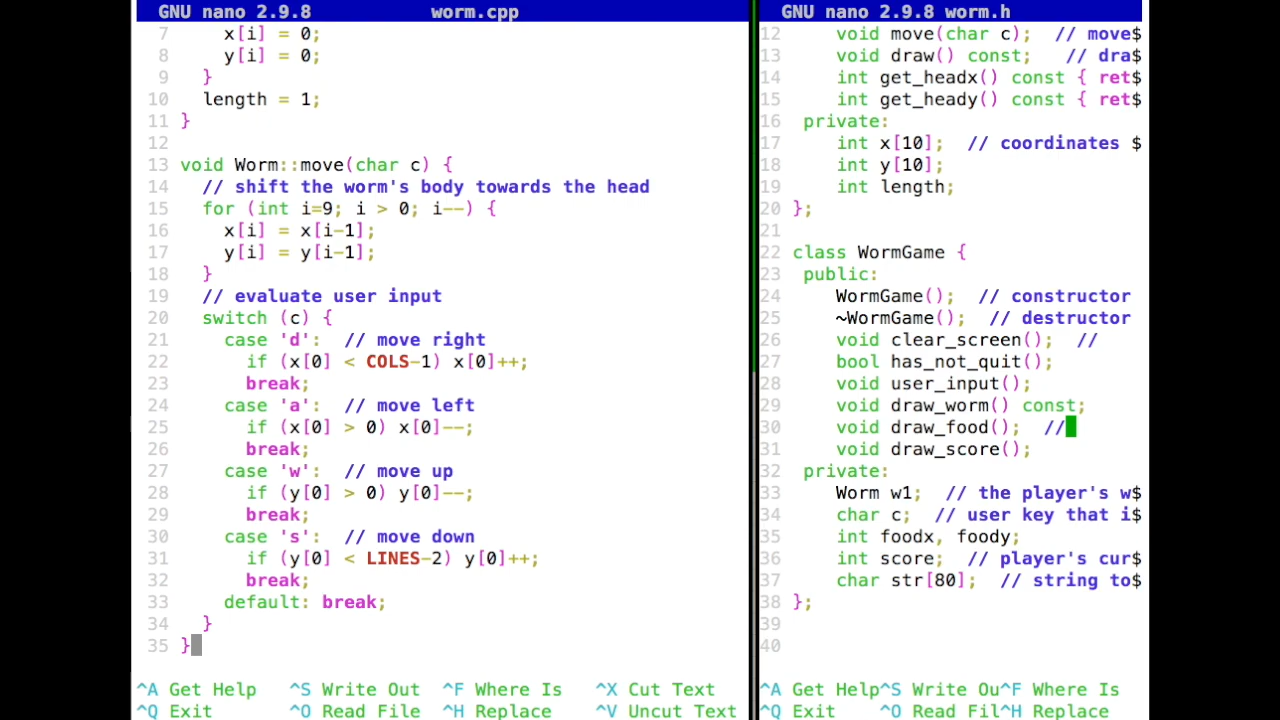 GNU nano 2.9.8 worm.cpp
7 x[i] = 0;
8 y[i] = 0;
9 }
10 length = 1;
11 }
12
13 void Worm::move(char c) {
14 // shift the worm's body towards the head
15 for (int i=9; i > 0; i--) {
16 x[i] = x[i-1];
17 y[i] = y[i-1];
18 }
19 // evaluate user input
20 switch (c) {
21 case 'd': // move right
22 if (x[0] < COLS-1) x[0]++;
23 break;
24 case 'a': // move left
25 if (x[0] > 0) x[0]--;
26 break;
27 case 'w': // move up
28 if (y[0] > 0) y[0]--;
29 break;
30 case 's': // move down
31 if (y[0] < LINES-2) y[0]++;
32 break;
33 default: break;
34 }
35 }
^A Get Help ^S Write Out ^F Where Is ^X Cut Text
^Q Exit ^O Read File ^H Replace ^V Uncut Text
GNU nano 2.9.8 worm.h
12 void move(char c); // move$
13 void draw() const; // dra$
14 int get_headx() const { ret$
15 int get_heady() const { ret$
16 private:
17 int x[10]; // coordinates $
18 int y[10];
19 int length;
20 };
21
22 class WormGame {
23 public:
24 WormGame(); // constructor
25 ~WormGame(); // destructor
26 void clear_screen(); //
27 bool has_not_quit();
28 void user_input();
29 void draw_worm() const;
30 void draw_food(); //
31 void draw_score();
32 private:
33 Worm w1; // the player's w$
34 char c; // user key that i$
35 int foodx, foody;
36 int score; // player's cur$
37 char str[80]; // string to$
38 };
39
40
^A Get Help^S Write Ou^F Where Is
^Q Exit ^O Read Fil^H Replace